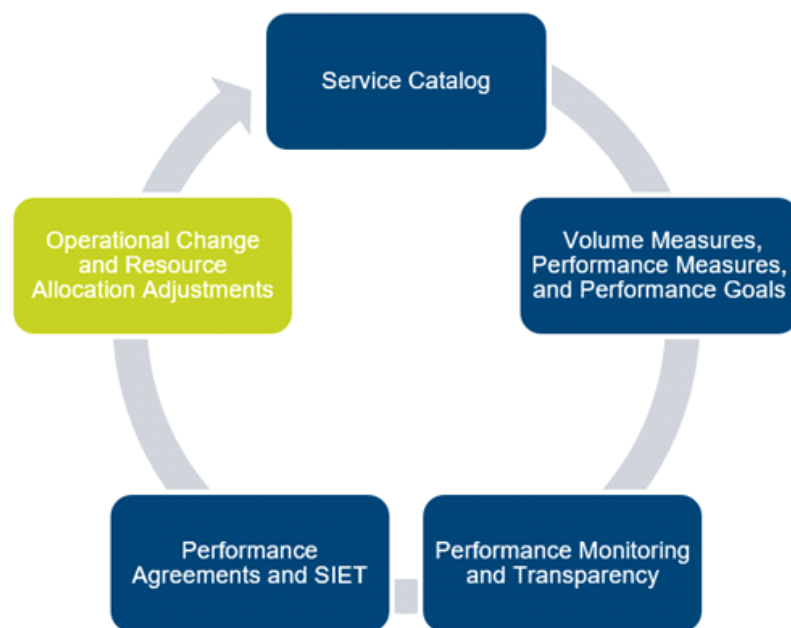 Service Catalog
Volume Measures,
Performance Measures,
and Performance Goals
Performance Monitoring
and Transparency
Performance
Agreements and SIET
Operational Change
and Resource
Allocation Adjustments